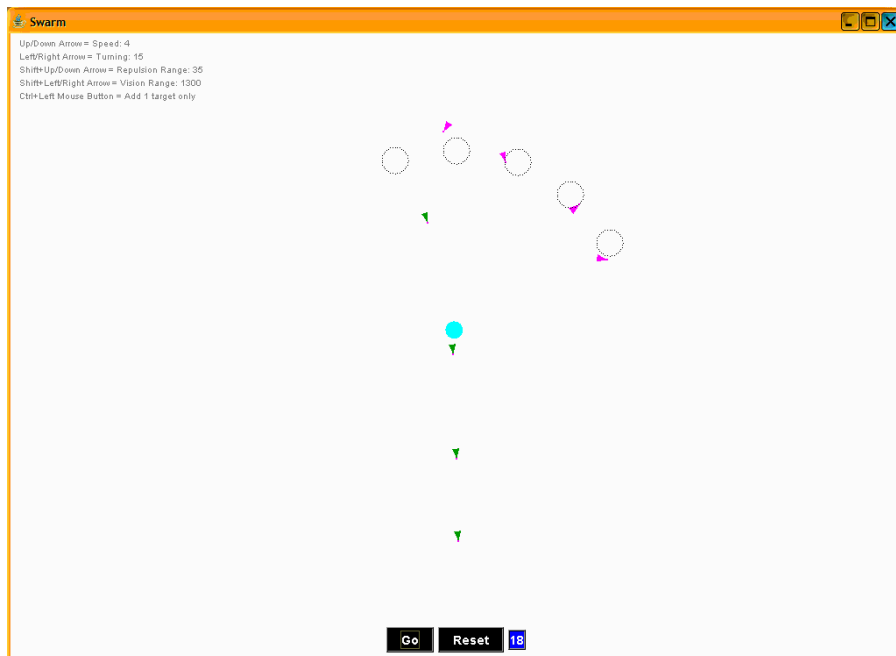 Swarm
Up/Down Arrow = Speed: 4
Left/Right Arrow = Turning: 15
Shift+Up/Down Arrow = Repulsion Range: 35
Shift+Left/Right Arrow = Vision Range: 1300
Ctrl+Left Mouse Button = Add 1 target only
Go Reset 18